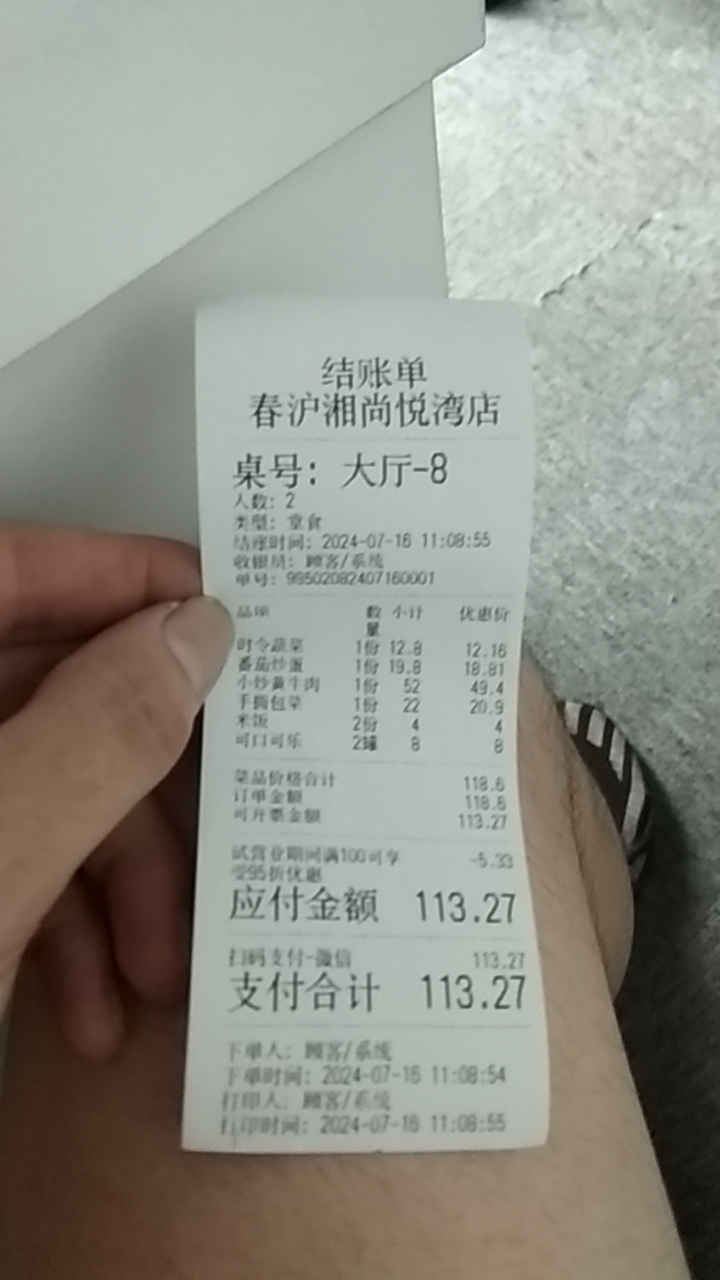 结账单
春沪湘尚悦湾店
桌号：大厅-8
人数：2
类型：堂食
结账时间：2024-07-16 11:08:55
收银员：顾客/系统
单号：99502082407160001
品项 数量 小计 优惠价
时令蔬菜 1份 12.8 12.16
番茄炒蛋 1份 19.8 18.81
小炒黄牛肉 1份 52 49.4
手撕包菜 1份 22 20.9
米饭 2份 4 4
可口可乐 2罐 8 8
菜品价格合计 118.6
订单金额 118.6
可开票金额 113.27
试营业期间满100可享 -5.33
受95折优惠
应付金额 113.27
扫码支付-微信 113.27
支付合计 113.27
下单人：顾客/系统
下单时间：2024-07-16 11:08:54
打印人：顾客/系统
打印时间：2024-07-16 11:08:55